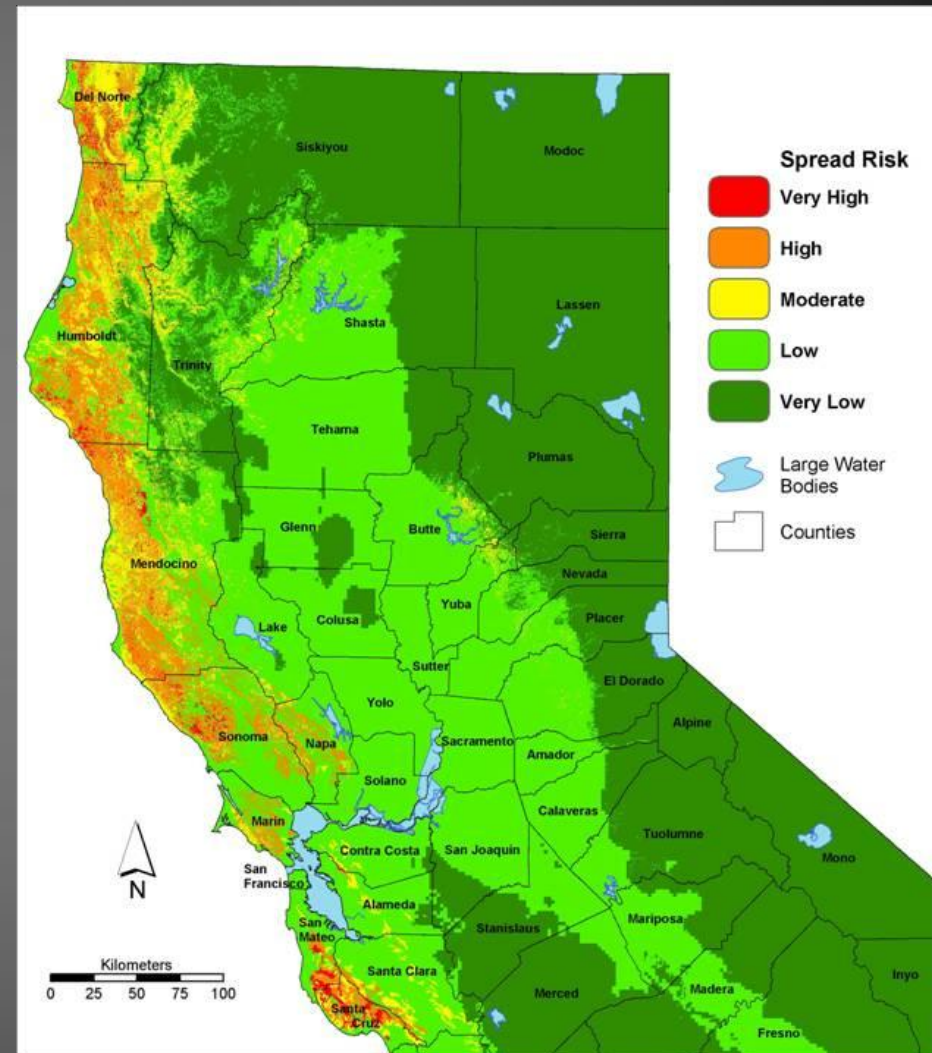 Del Norte
Siskiyou
Modoc
Spread Risk
Very High
High
Moderate
Low
Very Low
Large Water
Bodies
Counties
Humboldt
Trinity
Shasta
Lassen
Tehama
Plumas
Glenn
Butte
Sierra
Mendocino
Nevada
Lake
Colusa
Yuba
Placer
Sutter
Yolo
El Dorado
Sonoma
Napa
Sacramento
Alpine
Amador
Solano
Marin
Calaveras
Contra Costa
San Joaquin
Tuolumne
Mono
San
Francisco
Alameda
Stanislaus
Mariposa
San
Mateo
Santa Clara
Merced
Madera
Inyo
Santa
Cruz
Fresno
N
Kilometers
0 25 50 75 100